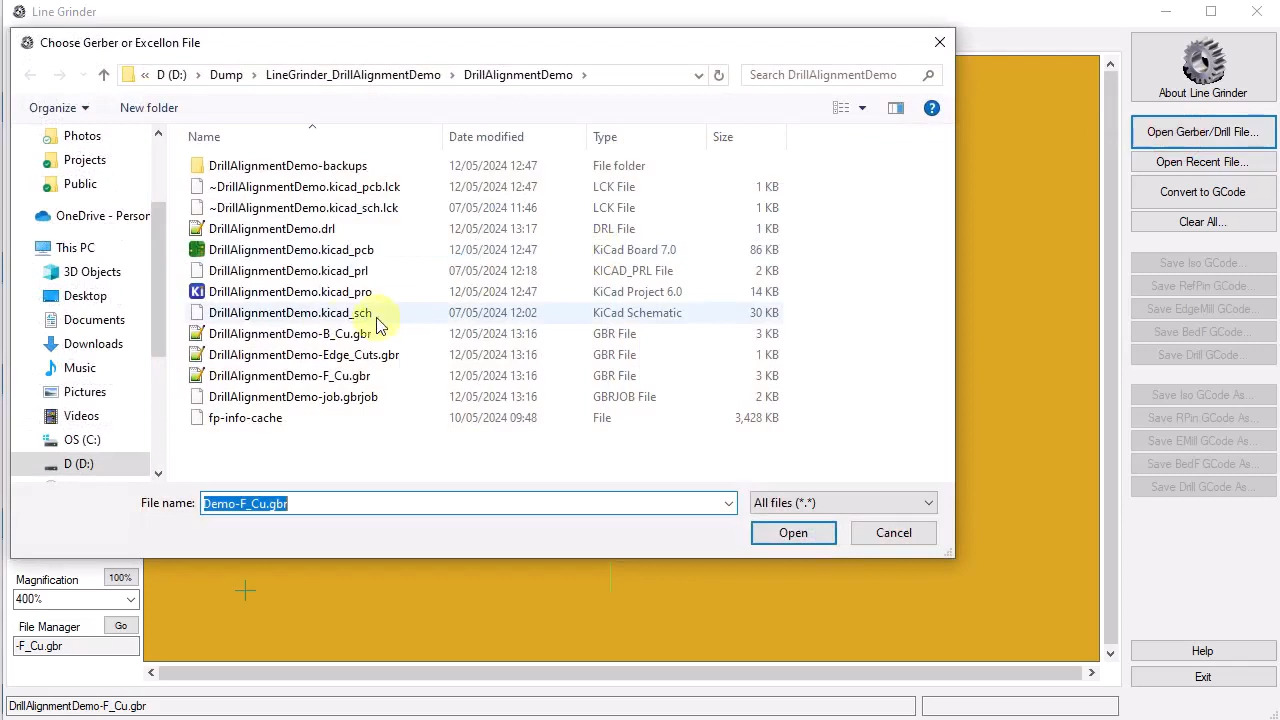 Line Grinder
Choose Gerber or Excellon File
« D (D:) > Dump > LineGrinder_DrillAlignmentDemo > DrillAlignmentDemo >
Search DrillAlignmentDemo
Organize
New folder
Name
Date modified
Type
Size
Photos
Projects
Public
OneDrive - Person
This PC
3D Objects
Desktop
Documents
Downloads
Music
Pictures
Videos
OS (C:)
D (D:)
DrillAlignmentDemo-backups 12/05/2024 12:47 File folder
~DrillAlignmentDemo.kicad_pcb.lck 12/05/2024 12:47 LCK File 1 KB
~DrillAlignmentDemo.kicad_sch.lck 07/05/2024 11:46 LCK File 1 KB
DrillAlignmentDemo.drl 12/05/2024 13:17 DRL File 1 KB
DrillAlignmentDemo.kicad_pcb 12/05/2024 12:47 KiCad Board 7.0 86 KB
DrillAlignmentDemo.kicad_prl 07/05/2024 12:18 KICAD_PRL File 2 KB
DrillAlignmentDemo.kicad_pro 12/05/2024 12:47 KiCad Project 6.0 14 KB
DrillAlignmentDemo.kicad_sch 07/05/2024 12:02 KiCad Schematic 30 KB
DrillAlignmentDemo-B_Cu.gbr 12/05/2024 13:16 GBR File 3 KB
DrillAlignmentDemo-Edge_Cuts.gbr 12/05/2024 13:16 GBR File 1 KB
DrillAlignmentDemo-F_Cu.gbr 12/05/2024 13:16 GBR File 3 KB
DrillAlignmentDemo-job.gbrjob 12/05/2024 13:16 GBRJOB File 2 KB
fp-info-cache 10/05/2024 09:48 File 3,428 KB
File name:
Demo-F_Cu.gbr
All files (*.*)
Open
Cancel
Magnification
100%
400%
File Manager
Go
-F_Cu.gbr
DrillAlignmentDemo-F_Cu.gbr
About Line Grinder
Open Gerber/Drill File...
Open Recent File...
Convert to GCode
Clear All...
Save Iso GCode...
Save RefPin GCode...
Save EdgeMill GCode...
Save BedF GCode...
Save Drill GCode...
Save Iso GCode As...
Save RPin GCode As...
Save EMill GCode As...
Save BedF GCode As...
Save Drill GCode As...
Help
Exit